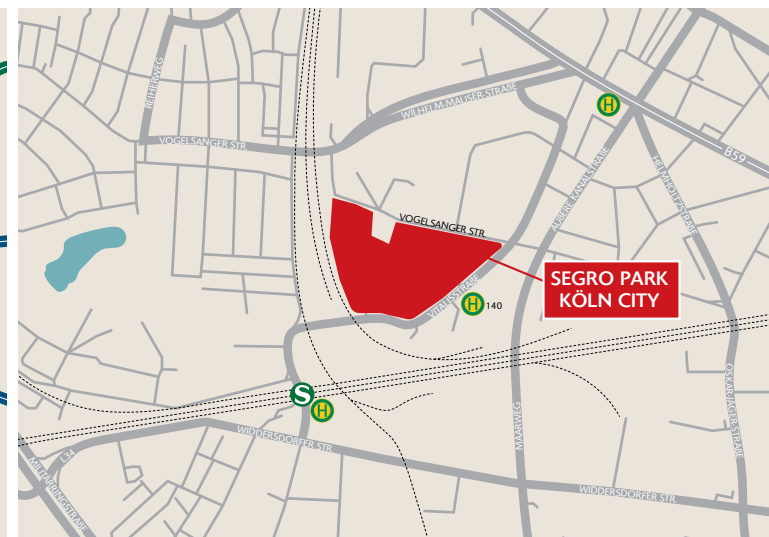 REIHERWEG
VOGELSANGER STR.
WILHELM-MAUSER-STRAßE
H
B59
ÄUßERE KANALSTRAßE
HELMHOLTZSTRAßE
VOGELSANGER STR.
SEGRO PARK
KÖLN CITY
VITALISSTRAßE
H 140
S
H
OSKAR-JÄGER-STRAßE
MAARWEG
WIDDERSDORFER STR.
L34
MILITÄRRINGSTRAßE
WIDDERSDORFER STR.